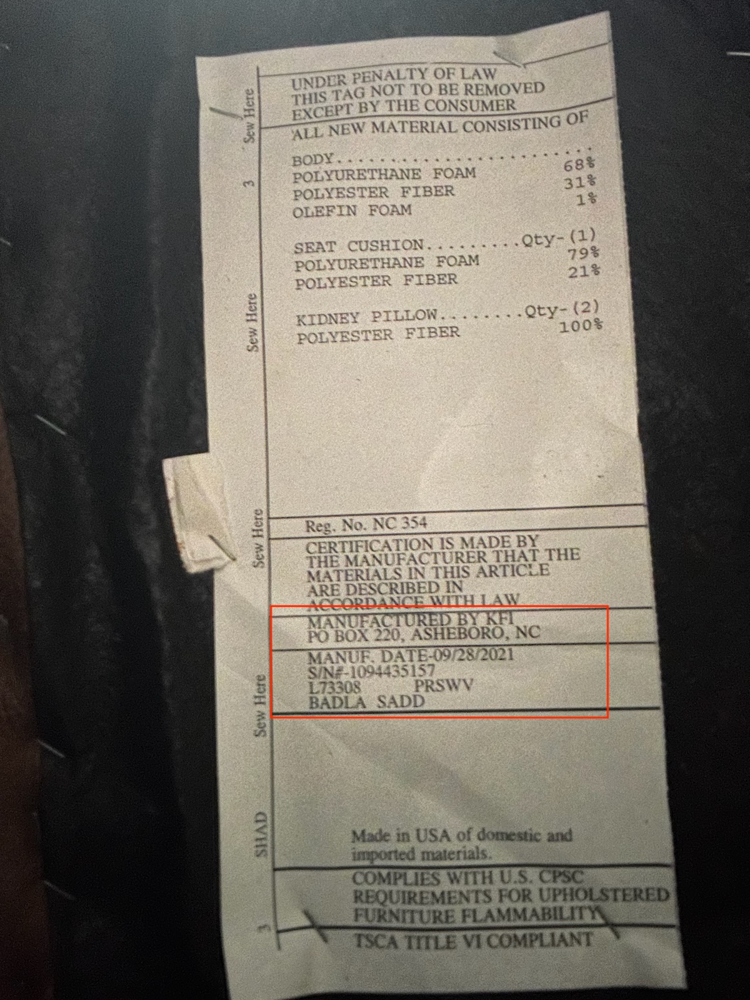 UNDER PENALTY OF LAW
THIS TAG NOT TO BE REMOVED
EXCEPT BY THE CONSUMER
ALL NEW MATERIAL CONSISTING OF
BODY........................
POLYURETHANE FOAM 68%
POLYESTER FIBER 31%
OLEFIN FOAM 1%
SEAT CUSHION.........Qty-(1)
POLYURETHANE FOAM 79%
POLYESTER FIBER 21%
KIDNEY PILLOW........Qty-(2)
POLYESTER FIBER 100%
Reg. No. NC 354
CERTIFICATION IS MADE BY
THE MANUFACTURER THAT THE
MATERIALS IN THIS ARTICLE
ARE DESCRIBED IN
ACCORDANCE WITH LAW
MANUFACTURED BY KFI
PO BOX 220, ASHEBORO, NC
MANUF. DATE-09/28/2021
S/N#-1094435157
L73308 PRSWV
BADLA SADD
Made in USA of domestic and
imported materials.
COMPLIES WITH U.S. CPSC
REQUIREMENTS FOR UPHOLSTERED
FURNITURE FLAMMABILITY
TSCA TITLE VI COMPLIANT
3 SHAD Sew Here Sew Here Sew Here 3 Sew Here